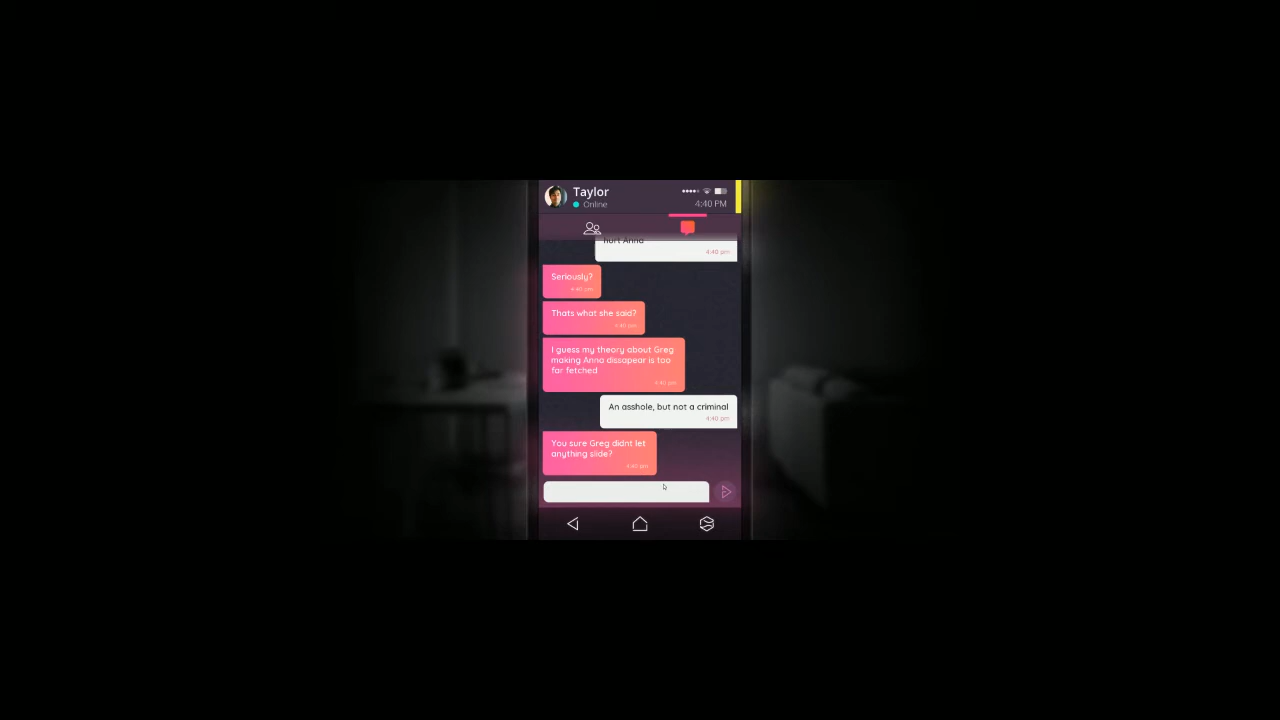 Taylor
Online
4:40 PM
hurt Anna
4:40 pm
Seriously?
4:40 pm
Thats what she said?
4:40 pm
I guess my theory about Greg
making Anna dissapear is too
far fetched
4:40 pm
An asshole, but not a criminal
4:40 pm
You sure Greg didnt let
anything slide?
4:40 pm